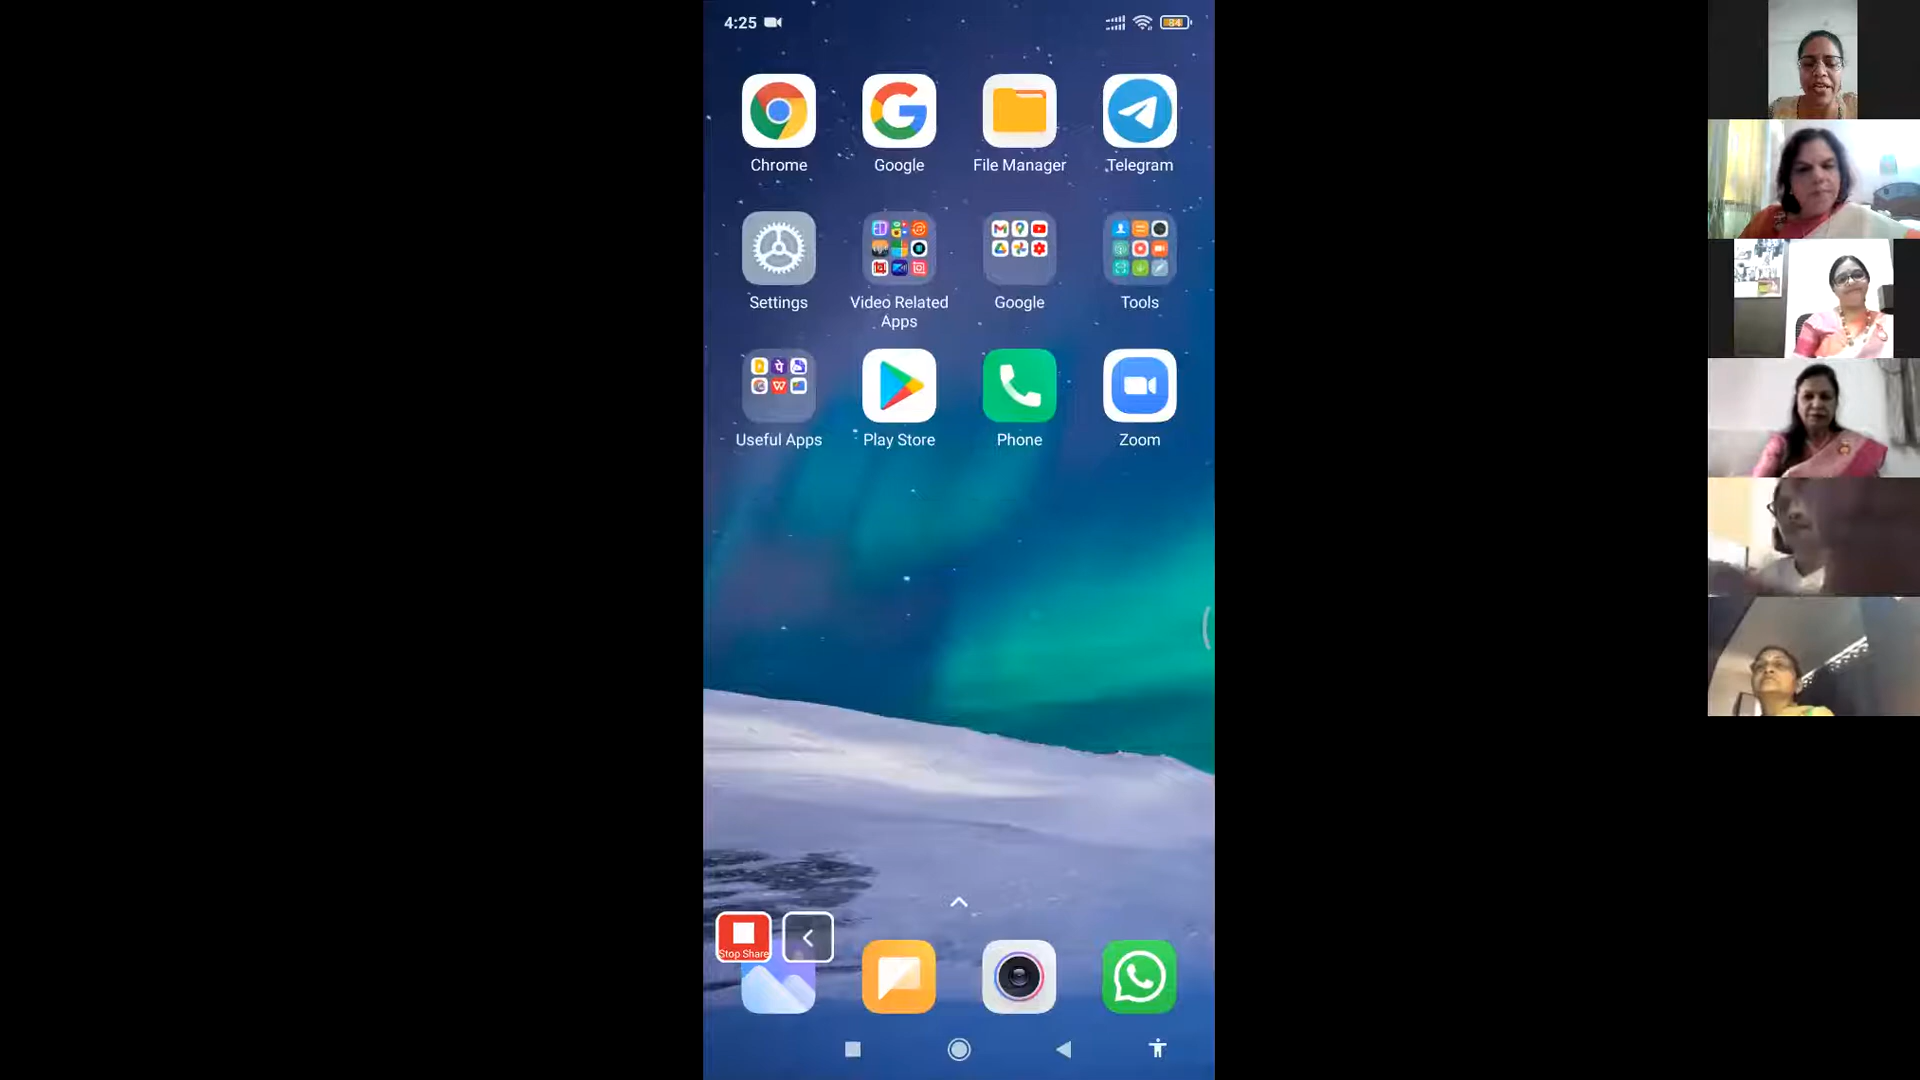 4:25
84
Chrome
Google
File Manager
Telegram
Settings
Video Related
Apps
Google
Tools
Useful Apps
Play Store
Phone
Zoom
Stop Share